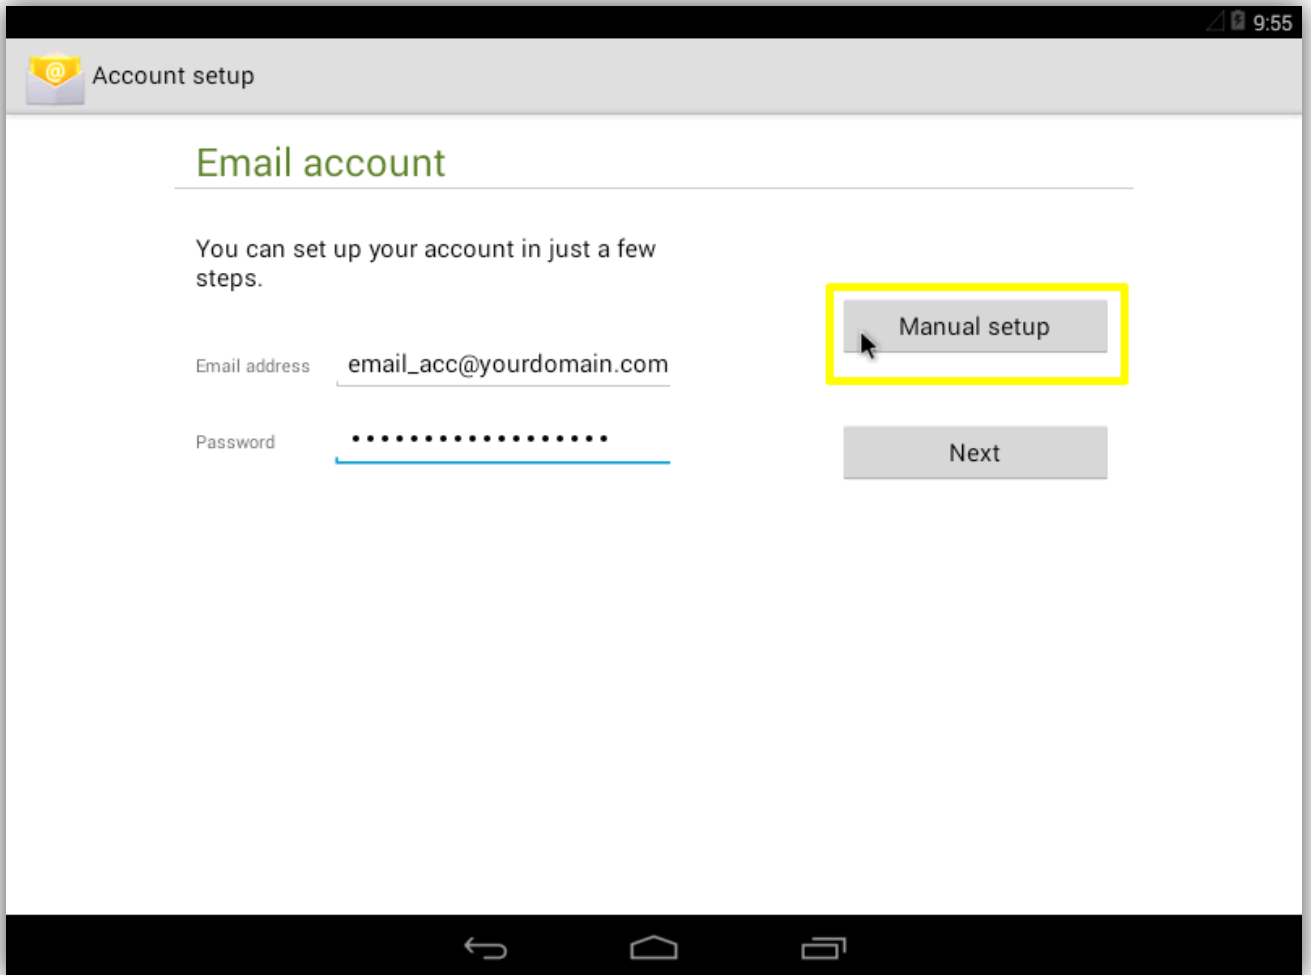 9:55
@
Account setup
Email account
You can set up your account in just a few
steps.
Manual setup
Email address email_acc@yourdomain.com
Password ••••••••••••••••••
Next